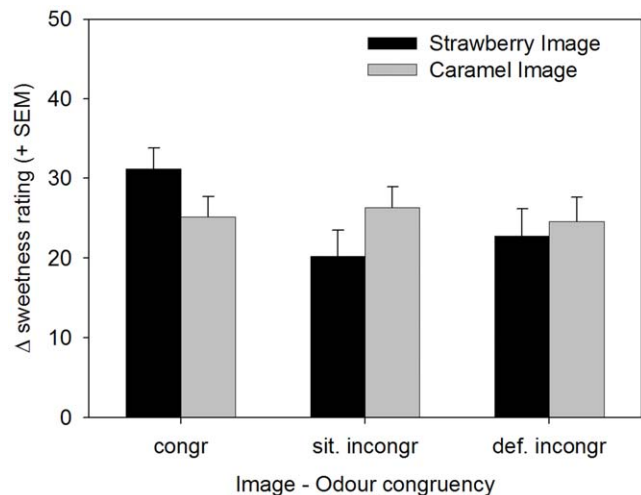 50
40
30
20
10
0
Δ sweetness rating (+ SEM)
Strawberry Image
Caramel Image
congr sit. incongr def. incongr
Image - Odour congruency